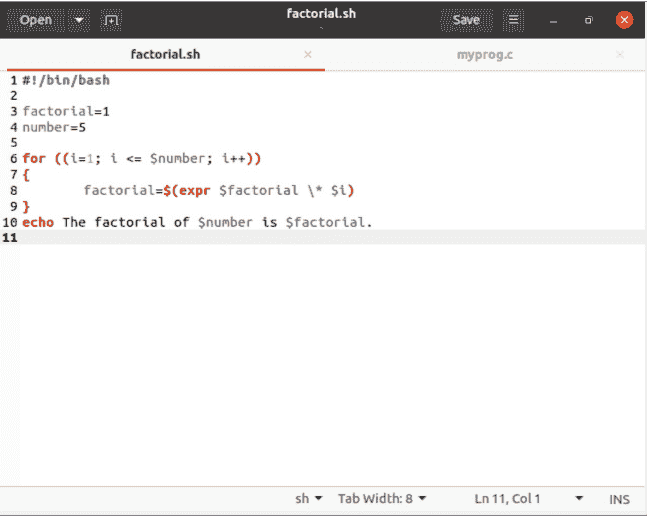 Open
factorial.sh
Save
factorial.sh × myprog.c ×
1 #!/bin/bash
2
3 factorial=1
4 number=5
5
6 for ((i=1; i <= $number; i++))
7 {
8         factorial=$(expr $factorial \* $i)
9 }
10 echo The factorial of $number is $factorial.
11
sh Tab Width: 8 Ln 11, Col 1 INS